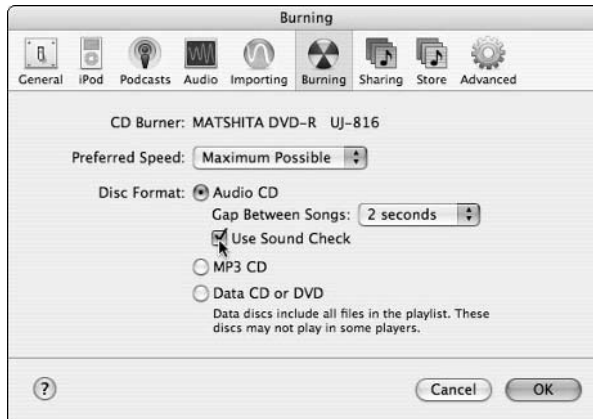 Burning
General iPod Podcasts Audio Importing Burning Sharing Store Advanced
CD Burner: MATSHITA DVD-R UJ-816
Preferred Speed: Maximum Possible
Disc Format: Audio CD
Gap Between Songs: 2 seconds
Use Sound Check
MP3 CD
Data CD or DVD
Data discs include all files in the playlist. These
discs may not play in some players.
? Cancel OK